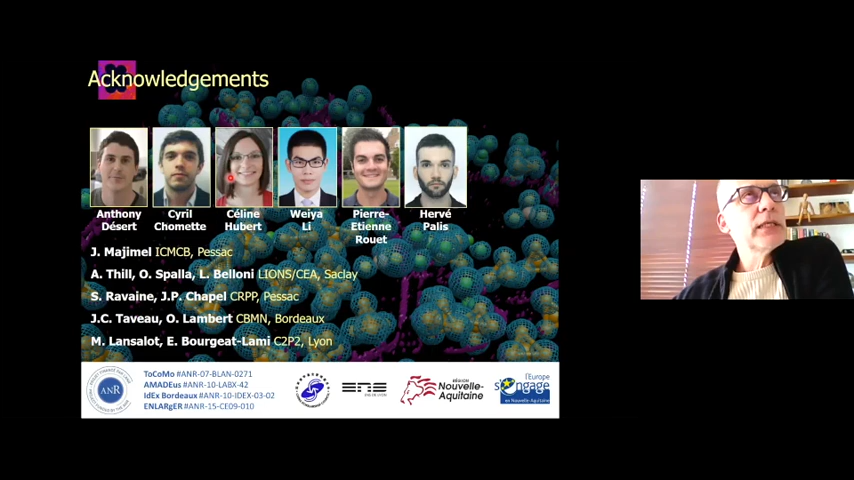 Acknowledgements
Anthony Désert
Cyril Chomette
Céline Hubert
Weiya Li
Pierre-Etienne Rouet
Hervé Palis
J. Majimel ICMCB, Pessac
A. Thill, O. Spalla, L. Belloni LIONS/CEA, Saclay
S. Ravaine, J.P. Chapel CRPP, Pessac
J.C. Taveau, O. Lambert CBMN, Bordeaux
M. Lansalot, E. Bourgeat-Lami C2P2, Lyon
ANR
ToCoMo #ANR-07-BLAN-0271
AMADEus #ANR-10-LABX-42
IdEx Bordeaux #ANR-10-IDEX-03-02
ENLARgER #ANR-15-CE09-010
ENS
RÉGION
Nouvelle-Aquitaine
l'Europe
s'engage
en Nouvelle-Aquitaine